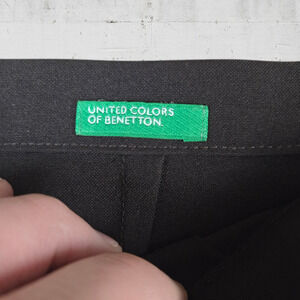 UNITED COLORS
OF BENETTON.